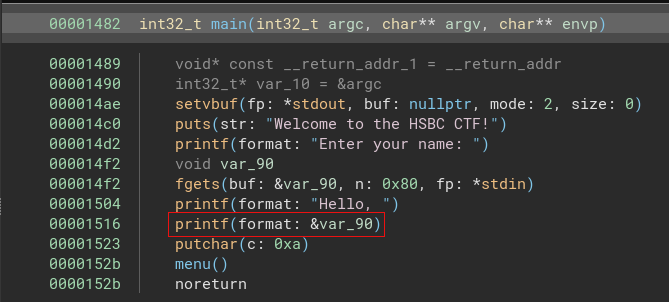 00001482 int32_t main(int32_t argc, char** argv, char** envp)
00001489 void* const __return_addr_1 = __return_addr
00001490 int32_t* var_10 = &argc
000014ae setvbuf(fp: *stdout, buf: nullptr, mode: 2, size: 0)
000014c0 puts(str: "Welcome to the HSBC CTF!")
000014d2 printf(format: "Enter your name: ")
000014f2 void var_90
000014f2 fgets(buf: &var_90, n: 0x80, fp: *stdin)
00001504 printf(format: "Hello, ")
00001516 printf(format: &var_90)
00001523 putchar(c: 0xa)
0000152b menu()
0000152b noreturn